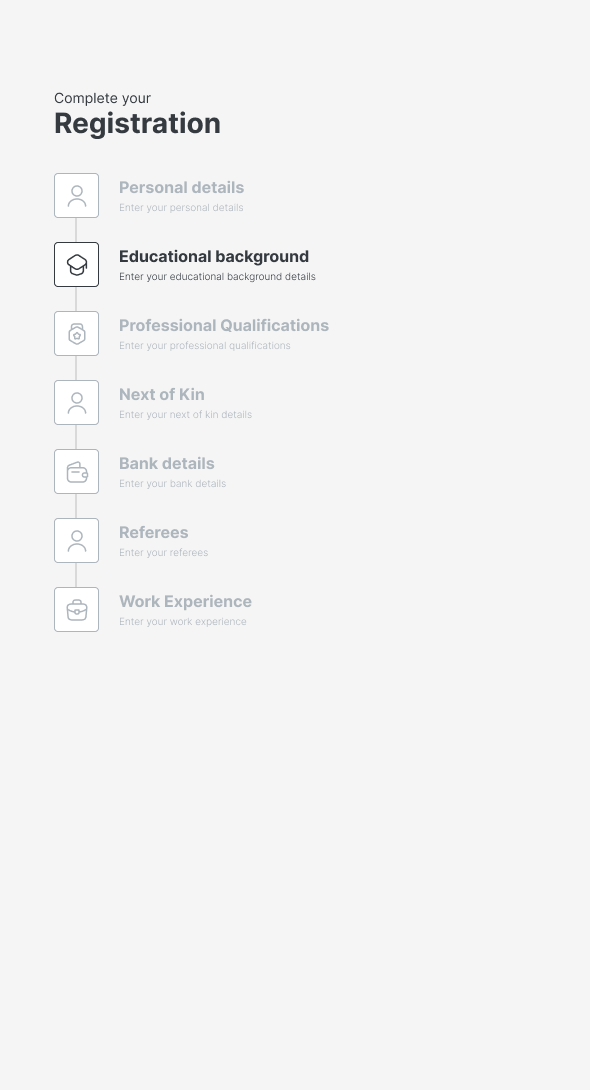 Complete your
Registration
Personal details
Enter your personal details
Educational background
Enter your educational background details
Professional Qualifications
Enter your professional qualifications
Next of Kin
Enter your next of kin details
Bank details
Enter your bank details
Referees
Enter your referees
Work Experience
Enter your work experience